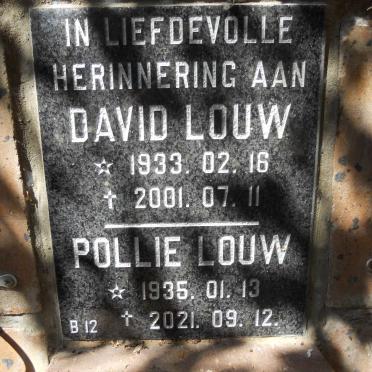 IN LIEFDEVOLLE
HERINNERING AAN
DAVID LOUW
☆ 1933. 02. 16
✝ 2001. 07. 11
POLLIE LOUW
☆ 1935. 01. 13
B 12 ✝ 2021. 09. 12.